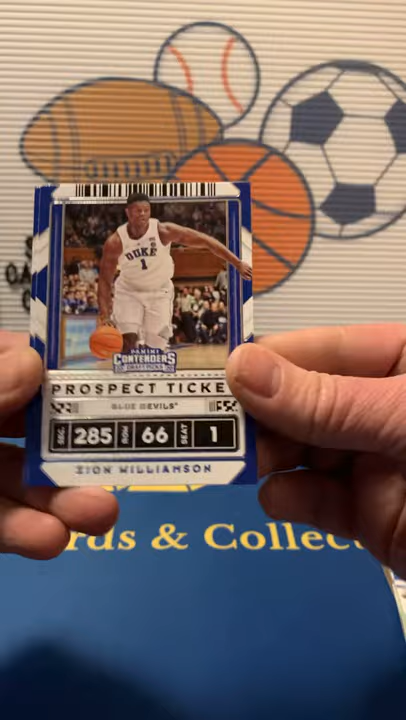 DUKE
1
PANINI
CONTENDERS
DRAFT PICKS
PROSPECT TICKE
BLUE DEVILS
SEC 285 ROW 66 SEAT 1
ZION WILLIAMSON
rds & Collect